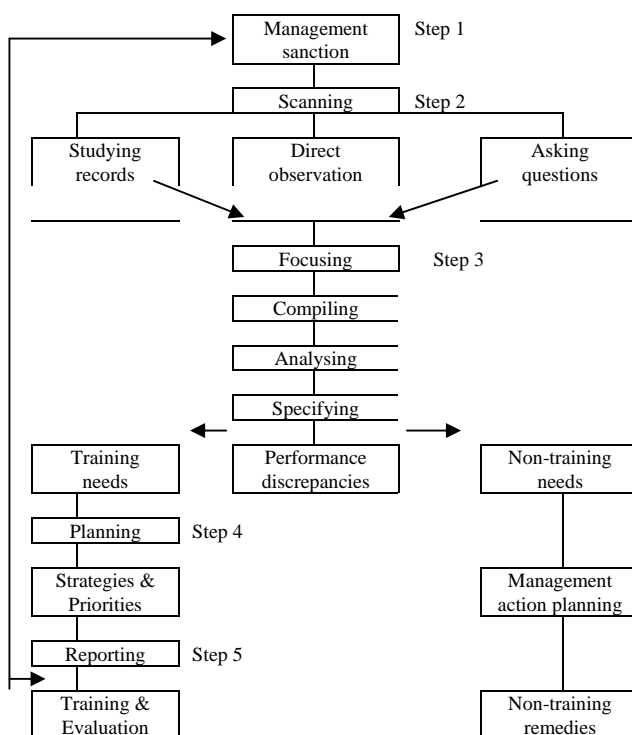 Management
sanction
Step 1
Scanning
Step 2
Studying
records
Direct
observation
Asking
questions
Focusing
Step 3
Compiling
Analysing
Specifying
Training
needs
Performance
discrepancies
Non-training
needs
Planning
Step 4
Strategies &
Priorities
Management
action planning
Reporting
Step 5
Training &
Evaluation
Non-training
remedies